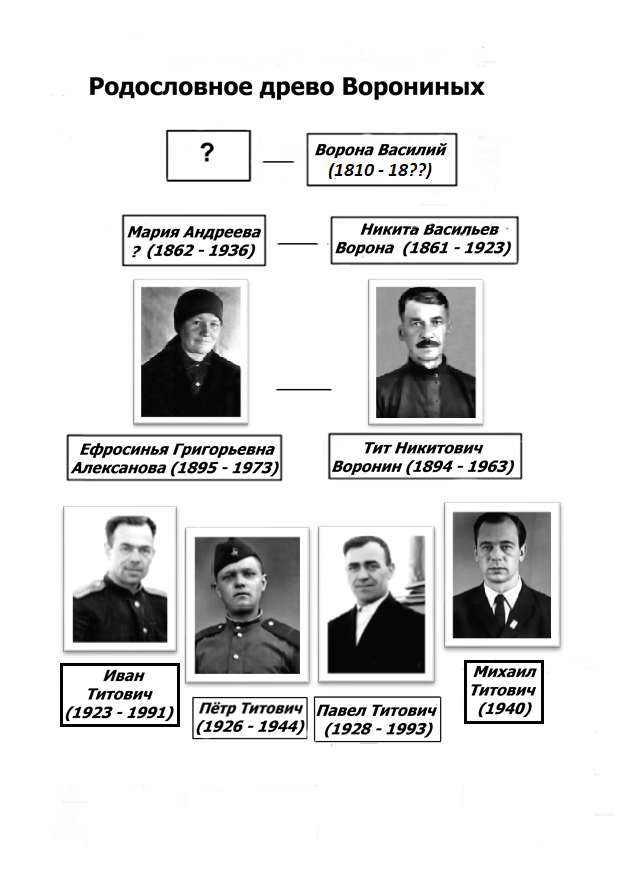 Родословное древо Ворониных
?
Ворона Василий
(1810 - 18??)
Мария Андреева
? (1862 - 1936)
Никита Васильев
Ворона (1861 - 1923)
Ефросинья Григорьевна
Алексанова (1895 - 1973)
Тит Никитович
Воронин (1894 - 1963)
Иван
Титович
(1923 - 1991)
Пётр Титович
(1926 - 1944)
Павел Титович
(1928 - 1993)
Михаил
Титович
(1940)